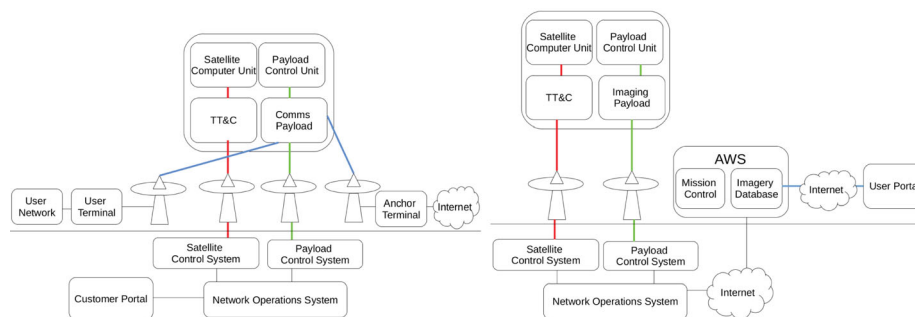 Satellite
Computer Unit
Payload
Control Unit
TT&C
Comms
Payload
User
Network
User
Terminal
Anchor
Terminal
Internet
Satellite
Control System
Payload
Control System
Customer Portal
Network Operations System
Satellite
Computer Unit
Payload
Control Unit
TT&C
Imaging
Payload
AWS
Mission
Control
Imagery
Database
Internet
User Portal
Satellite
Control System
Payload
Control System
Network Operations System
Internet